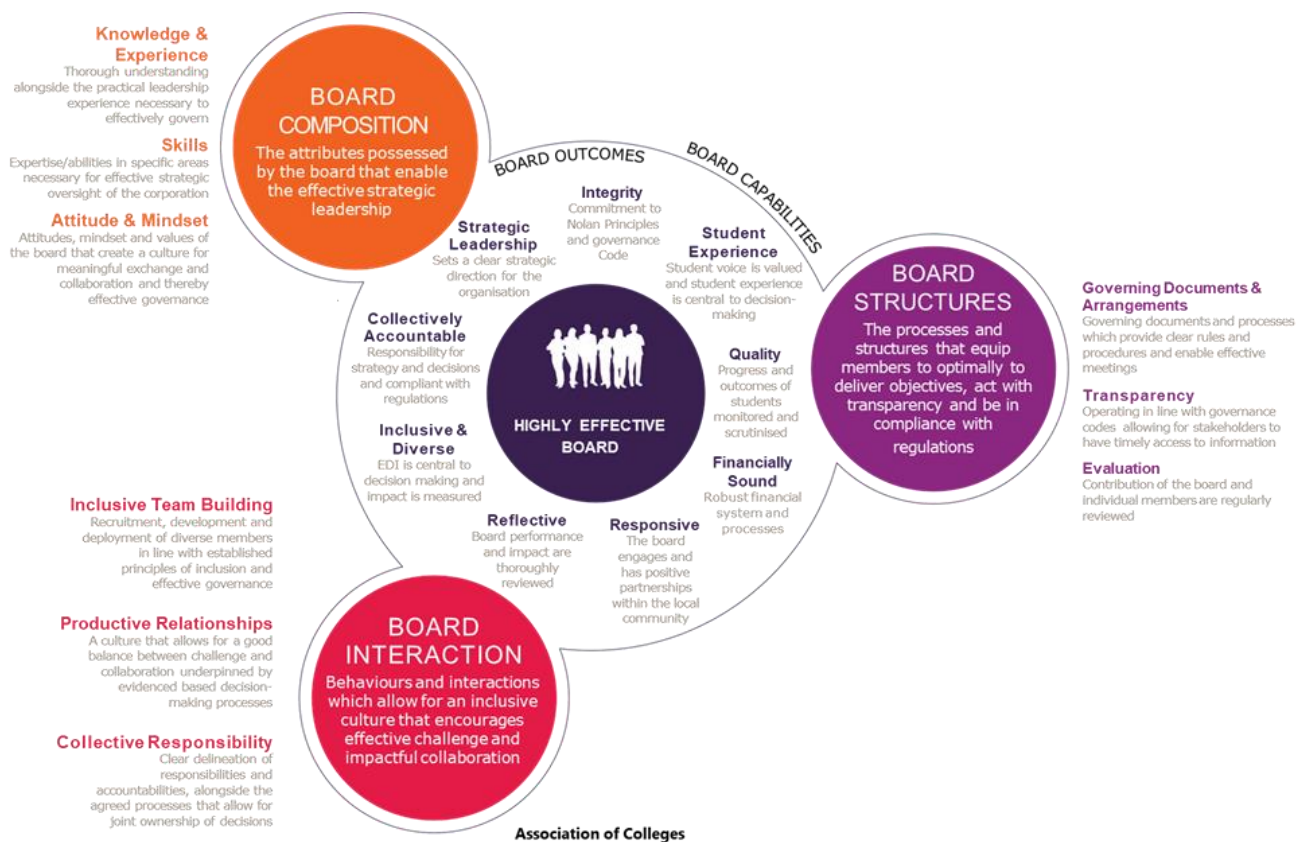 Knowledge &
Experience
Thorough understanding
alongside the practical leadership
experience necessary to
effectively govern
Skills
Expertise/abilities in specific areas
necessary for effective strategic
oversight of the corporation
Attitude & Mindset
Attitudes, mindset and values of
the board that create a culture for
meaningful exchange and
collaboration and thereby
effective governance
BOARD
COMPOSITION
The attributes possessed
by the board that enable
the effective strategic
leadership
BOARD OUTCOMES
BOARD CAPABILITIES
Integrity
Commitment to
Nolan Principles
and governance
Code
Strategic
Leadership
Sets a clear strategic
direction for the
organisation
Student
Experience
Student voice is valued
and student experience
is central to decision-
making
Collectively
Accountable
Responsibility for
strategy and decisions
and compliant with
regulations
Quality
Progress and
outcomes of
students
monitored and
scrutinised
HIGHLY EFFECTIVE
BOARD
Inclusive &
Diverse
EDI is central to
decision making and
impact is measured
Financially
Sound
Robust financial
system and
processes
Reflective
Board performance
and impact are
thoroughly
reviewed
Responsive
The board
engages and
has positive
partnerships
within the local
community
BOARD
STRUCTURES
The processes and
structures that equip
members to optimally to
deliver objectives, act with
transparency and be in
compliance with
regulations
Governing Documents &
Arrangements
Governing documents and processes
which provide clear rules and
procedures and enable effective
meetings
Transparency
Operating in line with governance
codes allowing for stakeholders to
have timely access to information
Evaluation
Contribution of the board and
individual members are regularly
reviewed
Inclusive Team Building
Recruitment, development and
deployment of diverse members
in line with established
principles of inclusion and
effective governance
Productive Relationships
A culture that allows for a good
balance between challenge and
collaboration underpinned by
evidenced based decision-
making processes
Collective Responsibility
Clear delineation of
responsibilities and
accountabilities, alongside the
agreed processes that allow for
joint ownership of decisions
BOARD
INTERACTION
Behaviours and interactions
which allow for an inclusive
culture that encourages
effective challenge and
impactful collaboration
Association of Colleges